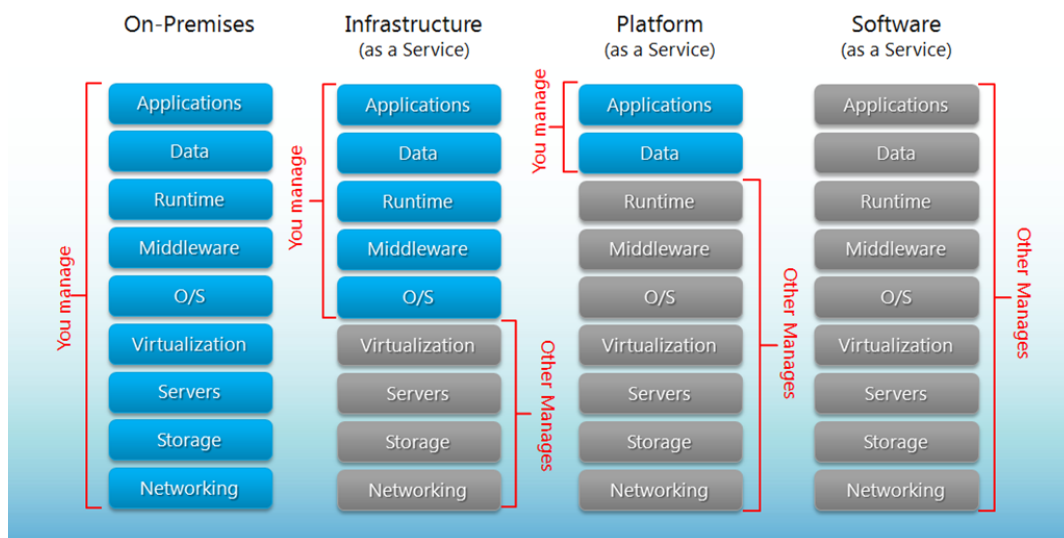 On-Premises
You manage
Applications
Data
Runtime
Middleware
O/S
Virtualization
Servers
Storage
Networking
Infrastructure
(as a Service)
You manage
Applications
Data
Runtime
Middleware
O/S
Virtualization
Servers
Storage
Networking
Other Manages
Platform
(as a Service)
You manage
Applications
Data
Runtime
Middleware
O/S
Virtualization
Servers
Storage
Networking
Other Manages
Software
(as a Service)
Applications
Data
Runtime
Middleware
O/S
Virtualization
Servers
Storage
Networking
Other Manages